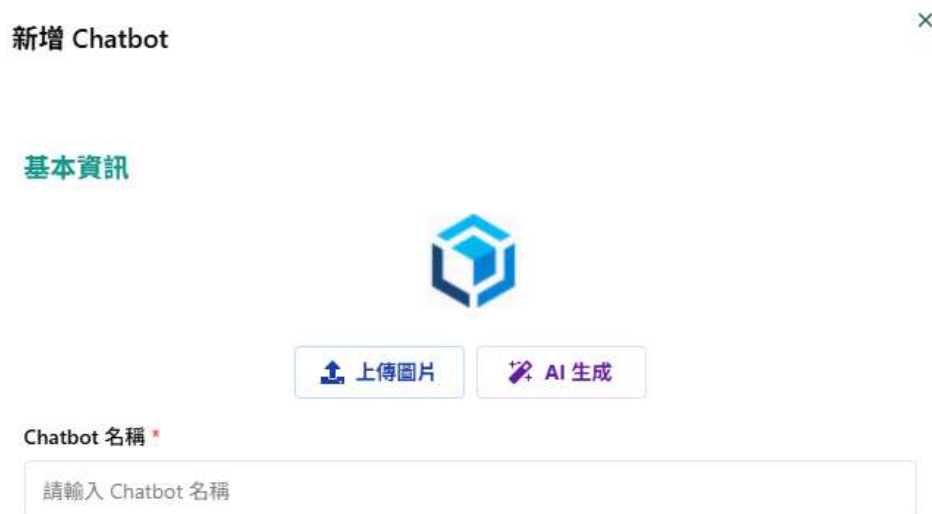 新增 Chatbot
基本資訊
上傳圖片
AI 生成
Chatbot 名稱 *
請輸入 Chatbot 名稱